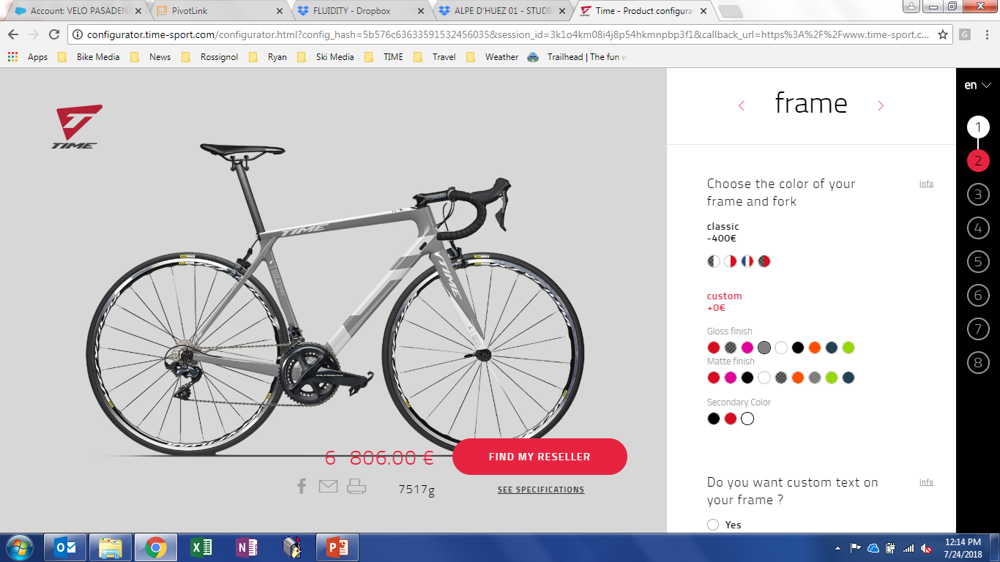 Account: VELO PASADEN
PivotLink
FLUIDITY - Dropbox
ALPE D'HUEZ 01 - STUDI
Time - Product configurat
configurator.time-sport.com/configurator.html?config_hash=5b576c63633591532456035&session_id=3k1o4km08i4j8p54hkmnpbp3f1&callback_url=https%3A%2F%2Fwww.time-sport.c...
G
Apps
Bike Media
News
Rossignol
Ryan
Ski Media
TIME
Travel
Weather
Trailhead | The fun w
TIME
TIME
TIME
ULTEGRA
6 806.00 €
FIND MY RESELLER
7517g
SEE SPECIFICATIONS
frame
Choose the color of your
frame and fork
info
classic
-400€
custom
+0€
Gloss finish
Matte finish
Secondary Color
Do you want custom text on
your frame ?
info
Yes
en
1
2
3
4
5
6
7
8
12:14 PM
7/24/2018